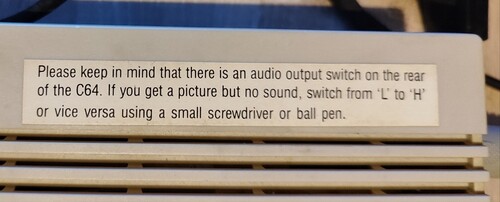 Please keep in mind that there is an audio output switch on the rear
of the C64. If you get a picture but no sound, switch from 'L' to 'H'
or vice versa using a small screwdriver or ball pen.